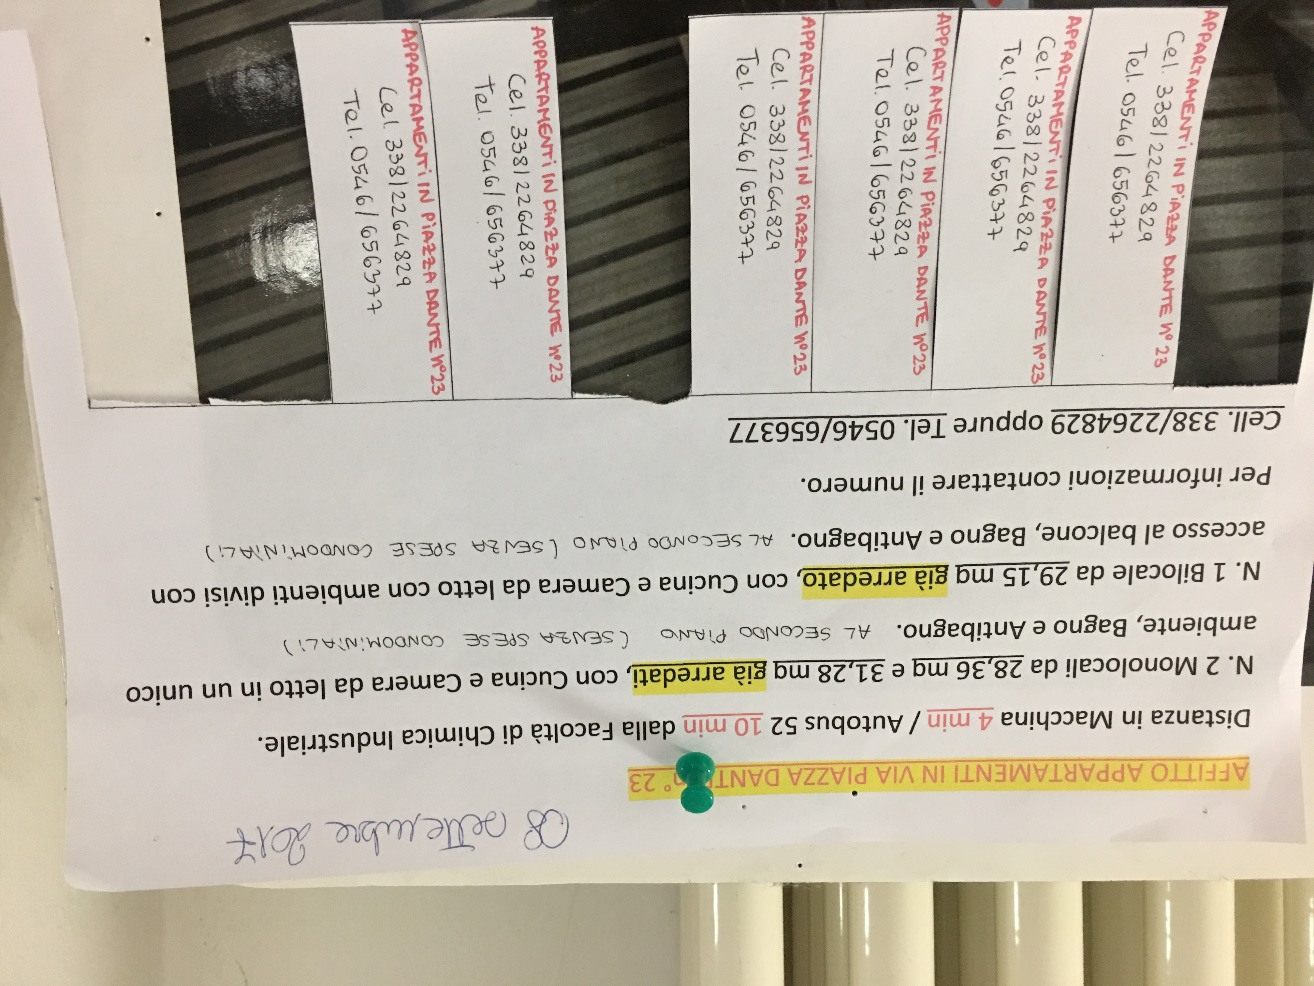 08 settembre 2017
AFFITTO APPARTAMENTI IN VIA PIAZZA DANTE n° 23
Distanza in Macchina 4 min / Autobus 52 10 min dalla Facoltà di Chimica Industriale.
N. 2 Monolocali da 28,36 mq e 31,28 mq già arredati, con Cucina e Camera da letto in un unico
ambiente, Bagno e Antibagno. AL SECONDO PIANO (SENZA SPESE CONDOMINIALI)
N. 1 Bilocale da 29,15 mq già arredato, con Cucina e Camera da letto con ambienti divisi con
accesso al balcone, Bagno e Antibagno. AL SECONDO PIANO (SENZA SPESE CONDOMINIALI)
Per informazioni contattare il numero.
Cell. 338/2264829 oppure Tel. 0546/656377
APPARTAMENTI IN PIAZZA DANTE N°23
Cel. 338/2264829
Tel. 0546/656377
APPARTAMENTI IN PIAZZA DANTE N°23
Cel. 338/2264829
Tel. 0546/656377
APPARTAMENTI IN PIAZZA DANTE N°23
Cel. 338/2264829
Tel. 0546/656377
APPARTAMENTI IN PIAZZA DANTE N°23
Cel. 338/2264829
Tel. 0546/656377
APPARTAMENTI IN PIAZZA DANTE N°23
Cel. 338/2264829
Tel. 0546/656377
APPARTAMENTI IN PIAZZA DANTE N°23
Cel. 338/2264829
Tel. 0546/656377